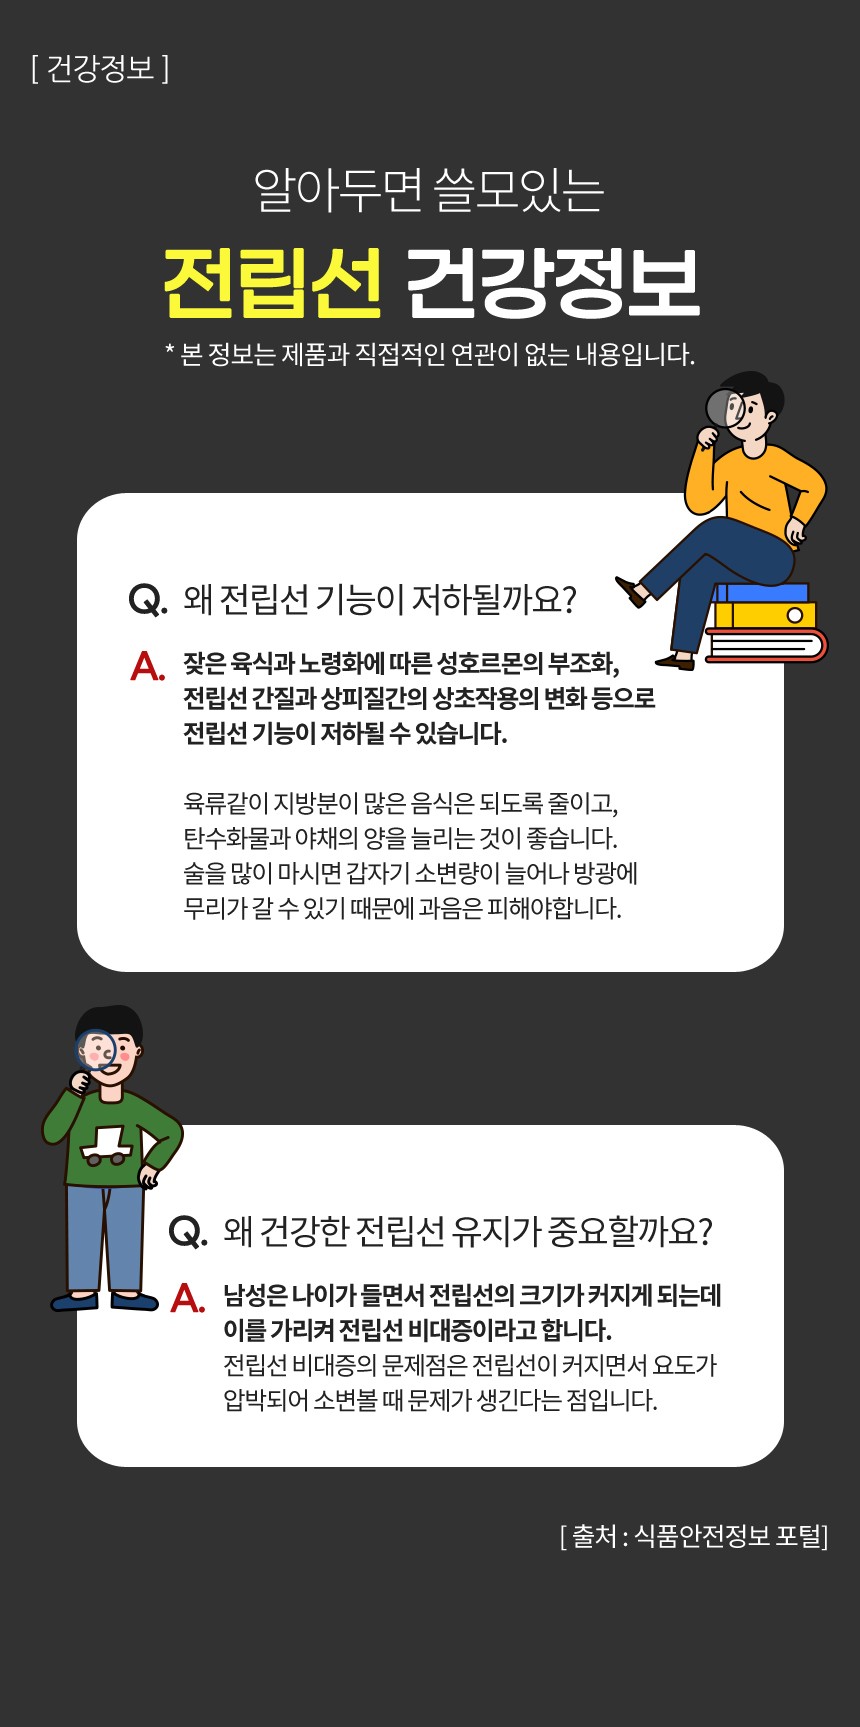 [ 건강정보 ]
알아두면 쓸모있는
전립선 건강정보
* 본 정보는 제품과 직접적인 연관이 없는 내용입니다.
Q. 왜 전립선 기능이 저하될까요?
A. 잦은 육식과 노령화에 따른 성호르몬의 부조화,
전립선 간질과 상피질간의 상초작용의 변화 등으로
전립선 기능이 저하될 수 있습니다.
육류같이 지방분이 많은 음식은 되도록 줄이고,
탄수화물과 야채의 양을 늘리는 것이 좋습니다.
술을 많이 마시면 갑자기 소변량이 늘어나 방광에
무리가 갈 수 있기 때문에 과음은 피해야합니다.
Q. 왜 건강한 전립선 유지가 중요할까요?
A. 남성은 나이가 들면서 전립선의 크기가 커지게 되는데
이를 가리켜 전립선 비대증이라고 합니다.
전립선 비대증의 문제점은 전립선이 커지면서 요도가
압박되어 소변볼 때 문제가 생긴다는 점입니다.
[ 출처 : 식품안전정보 포털]